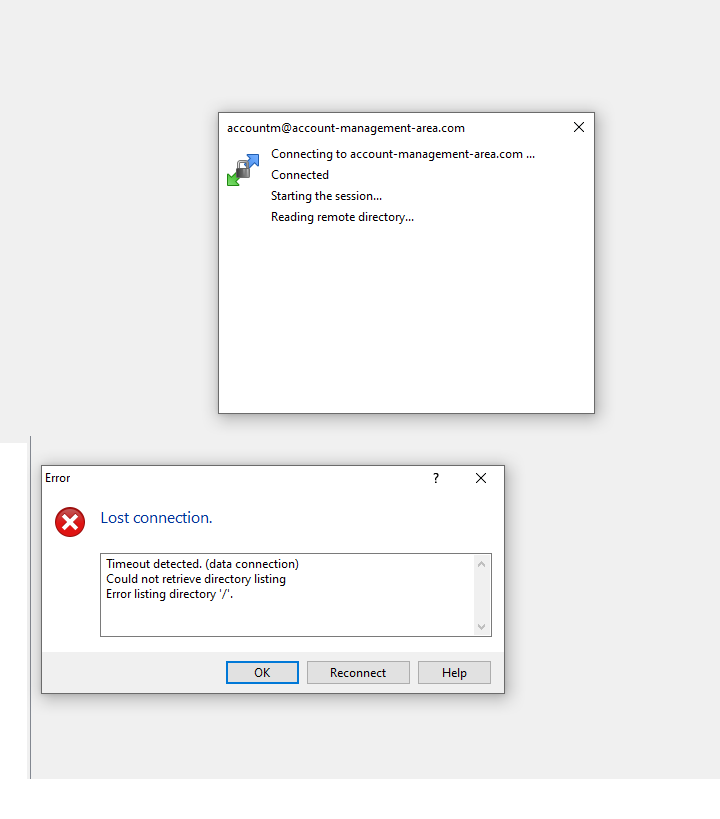 accountm@account-management-area.com
Connecting to account-management-area.com ...
Connected
Starting the session...
Reading remote directory...
Error
?
Lost connection.
Timeout detected. (data connection)
Could not retrieve directory listing
Error listing directory '/'.
OK Reconnect Help